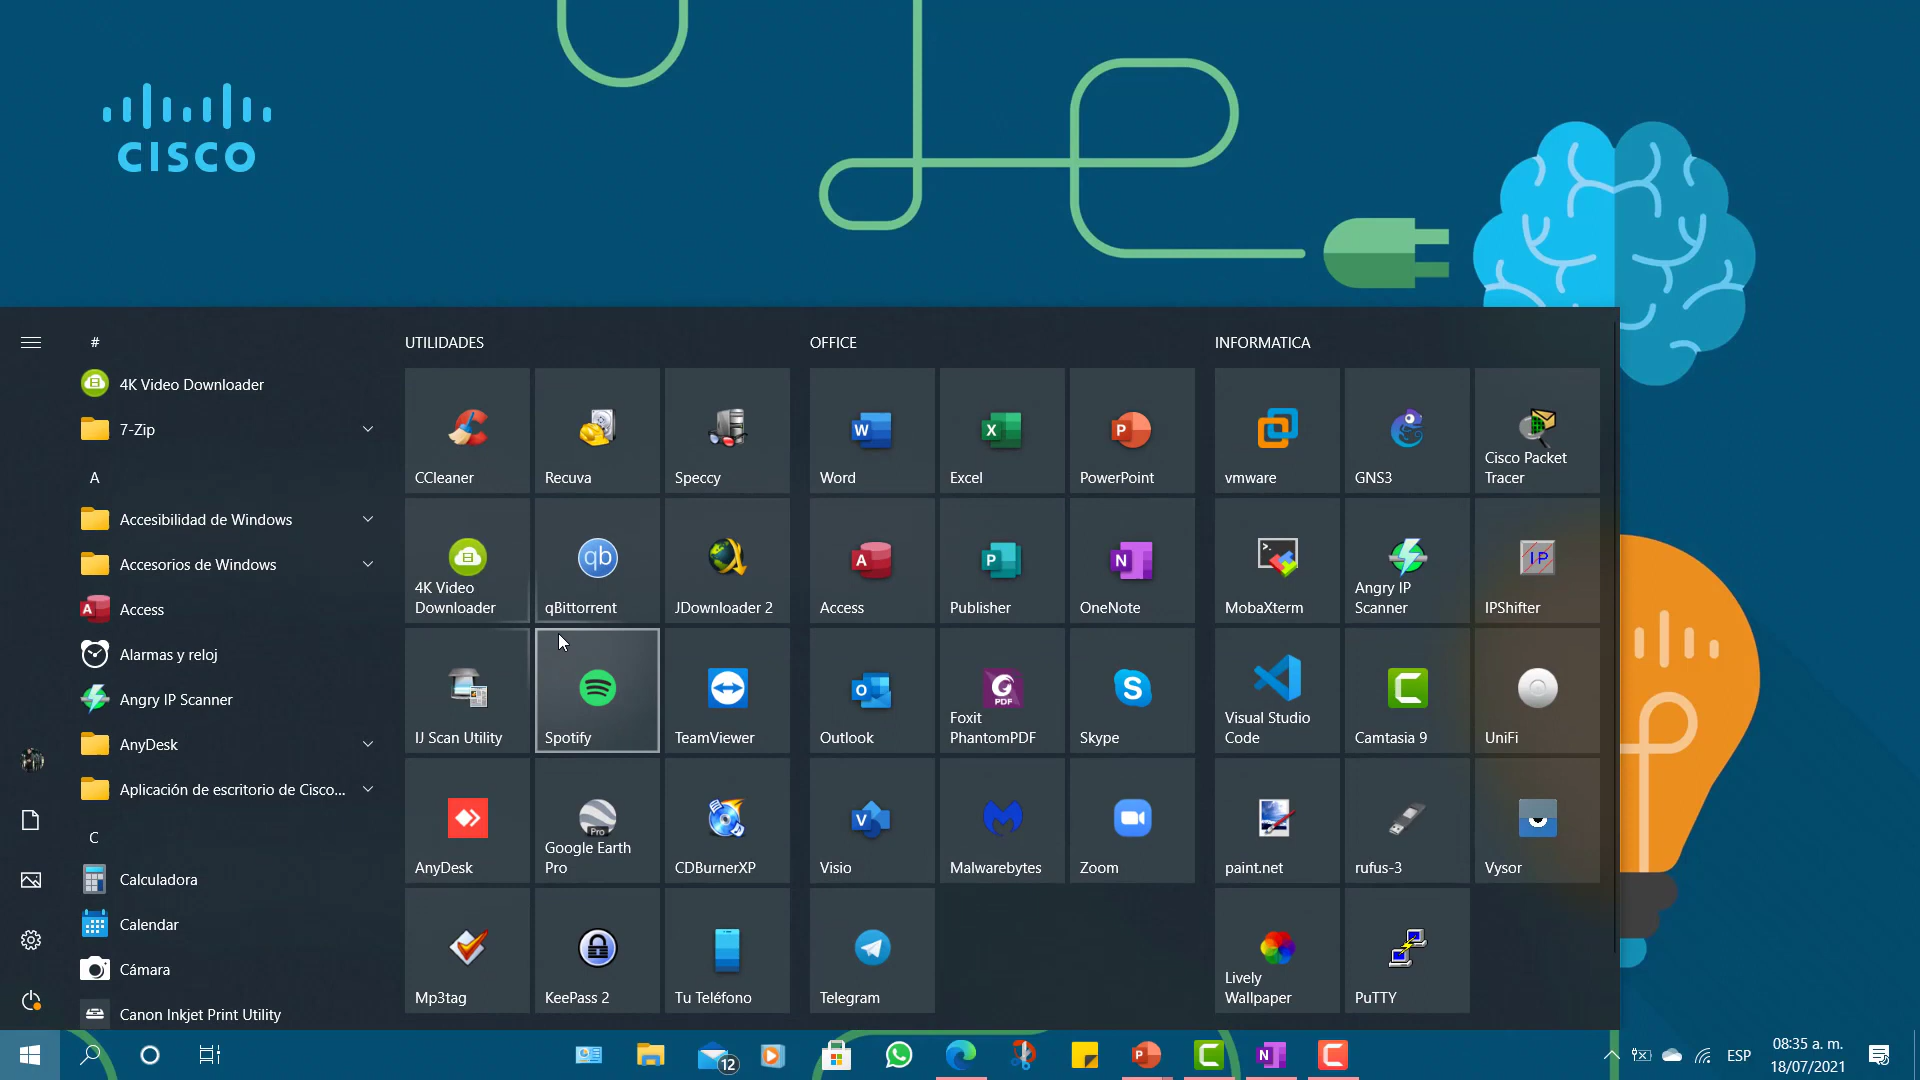 CISCO
#
4K Video Downloader
7-Zip
A
Accesibilidad de Windows
Accesorios de Windows
Access
Alarmas y reloj
Angry IP Scanner
AnyDesk
Aplicación de escritorio de Cisco...
C
Calculadora
Calendar
Cámara
Canon Inkjet Print Utility
UTILIDADES
CCleaner
Recuva
Speccy
4K Video
Downloader
qb
qBittorrent
JDownloader 2
IJ Scan Utility
Spotify
TeamViewer
AnyDesk
Pro
Google Earth
Pro
CDBurnerXP
Mp3tag
KeePass 2
Tu Teléfono
OFFICE
W
Word
X
Excel
P
PowerPoint
A
Access
P
Publisher
N
OneNote
O
Outlook
PDF
Foxit
PhantomPDF
S
Skype
V
Visio
Malwarebytes
Zoom
Telegram
INFORMATICA
vmware
GNS3
Cisco Packet
Tracer
MobaXterm
Angry IP
Scanner
IP
IPShifter
Visual Studio
Code
C
Camtasia 9
UniFi
paint.net
rufus-3
Vysor
Lively
Wallpaper
PuTTY
12
P
C
N
C
ESP
08:35 a. m.
18/07/2021